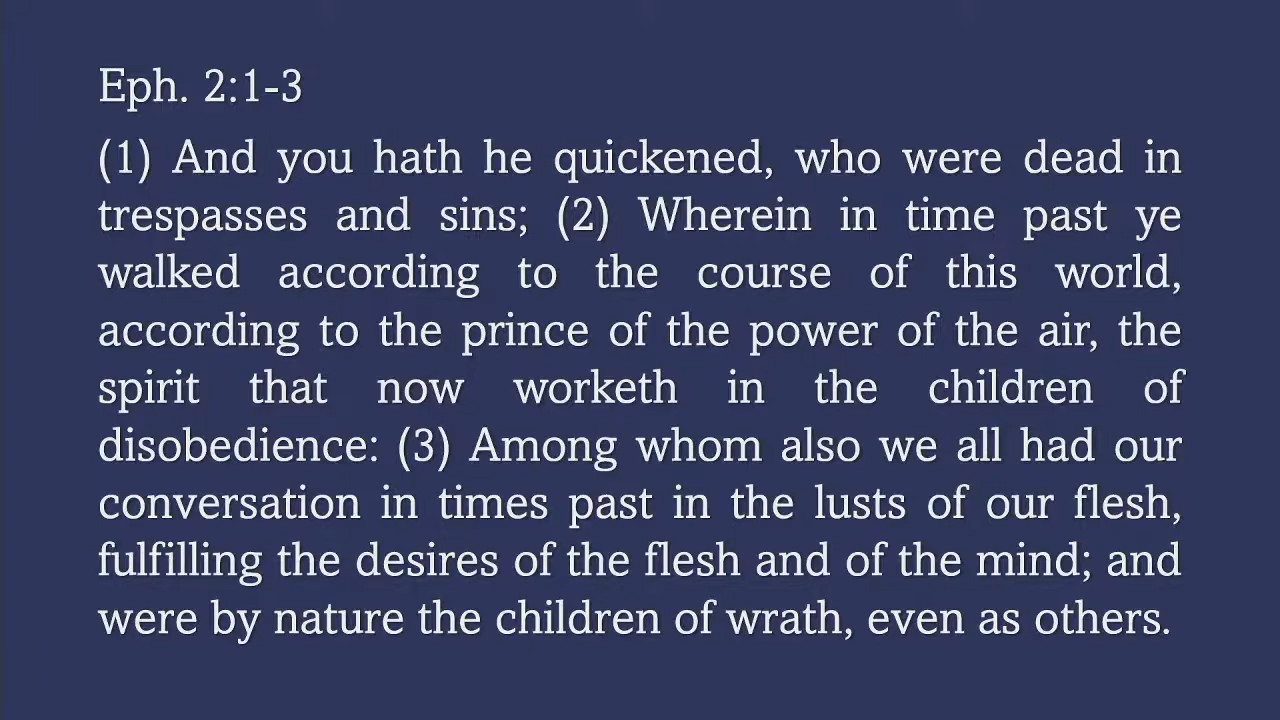 Eph. 2:1-3
(1) And you hath he quickened, who were dead in
trespasses and sins; (2) Wherein in time past ye
walked according to the course of this world,
according to the prince of the power of the air, the
spirit that now worketh in the children of
disobedience: (3) Among whom also we all had our
conversation in times past in the lusts of our flesh,
fulfilling the desires of the flesh and of the mind; and
were by nature the children of wrath, even as others.